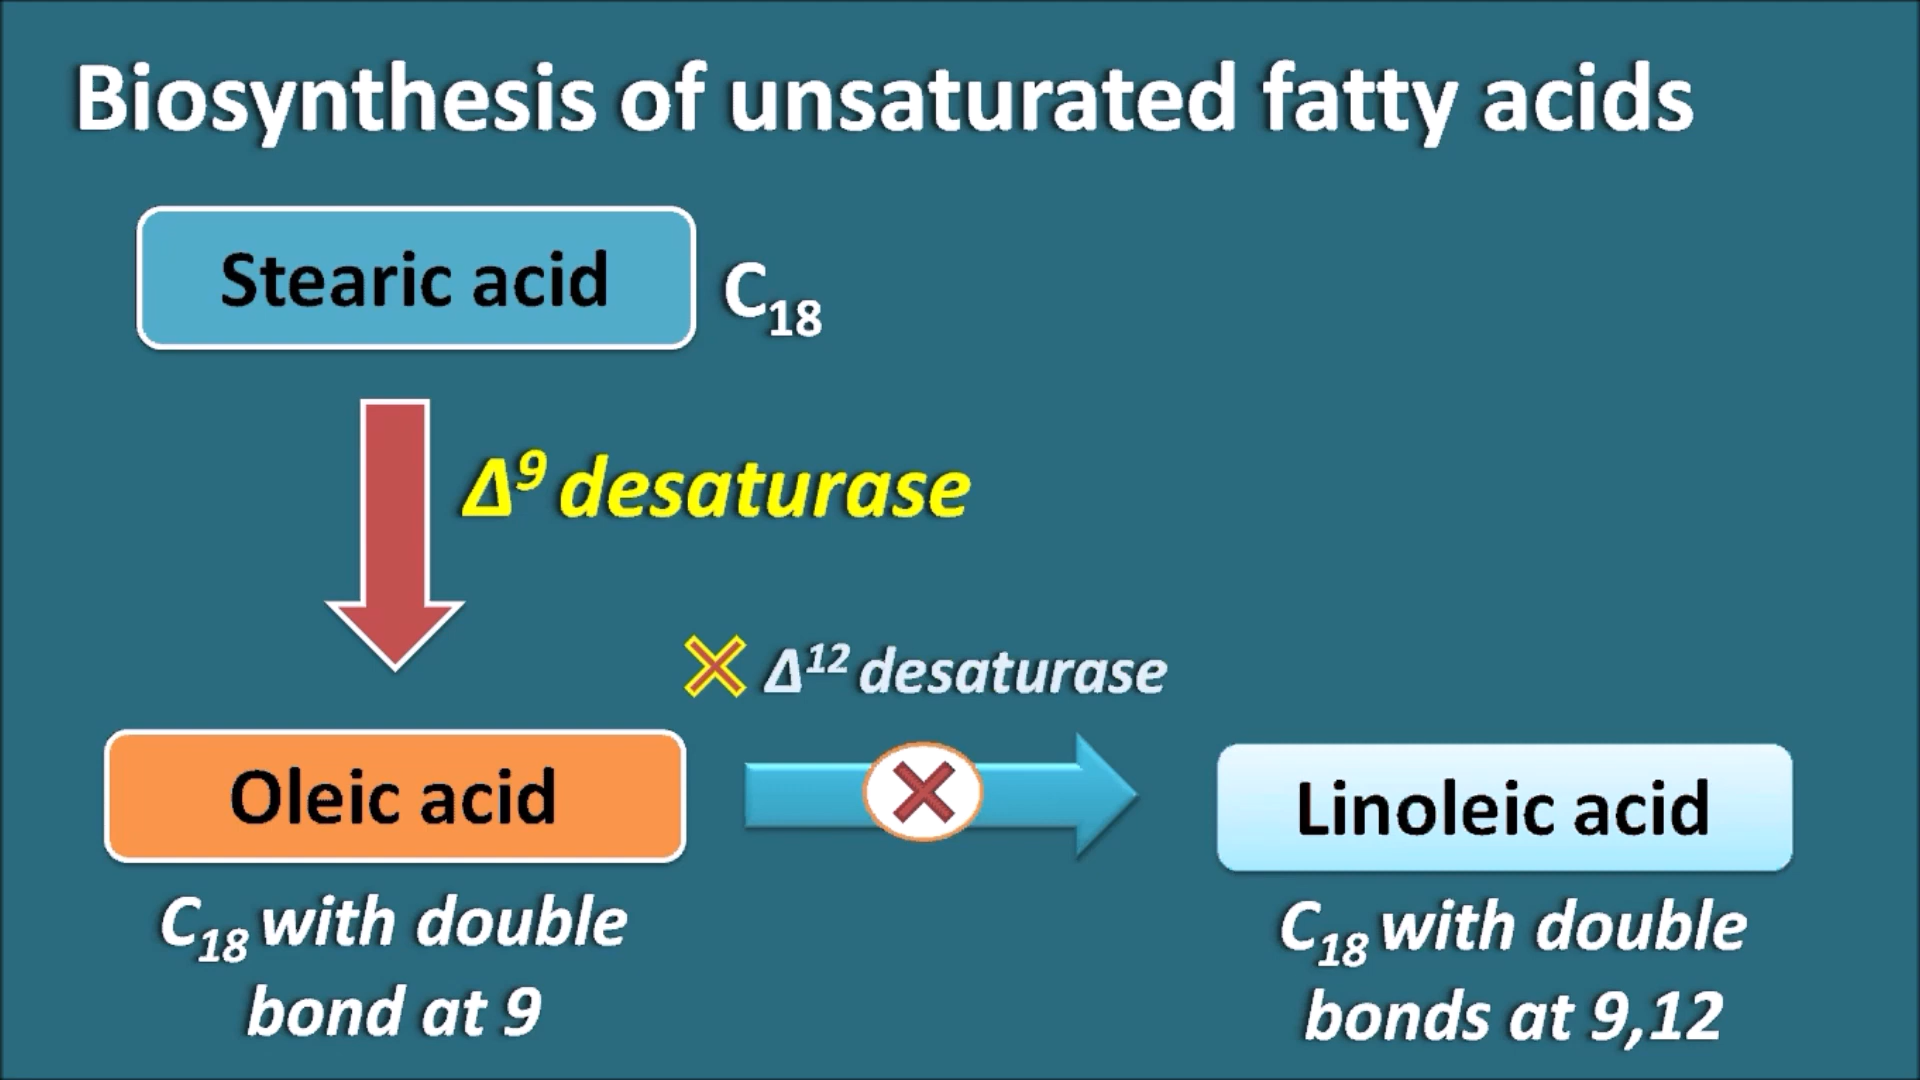 Biosynthesis of unsaturated fatty acids
Stearic acid
C₁₈
Δ⁹ desaturase
Δ¹² desaturase
Oleic acid
Linoleic acid
C₁₈ with double
bond at 9
C₁₈ with double
bonds at 9,12